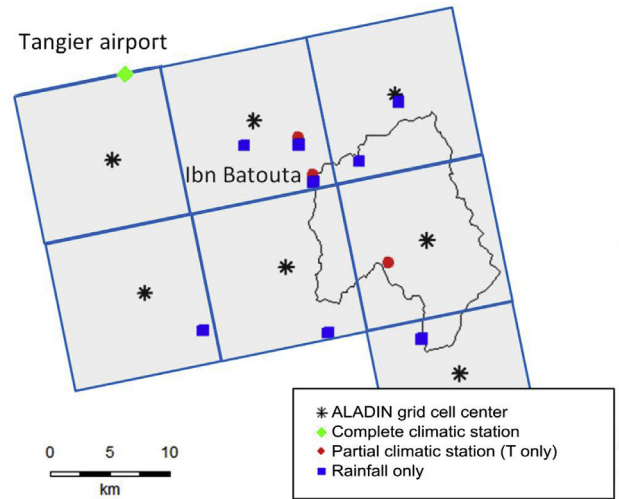 Tangier airport
Ibn Batouta
ALADIN grid cell center
Complete climatic station
Partial climatic station (T only)
Rainfall only
0 5 10
km